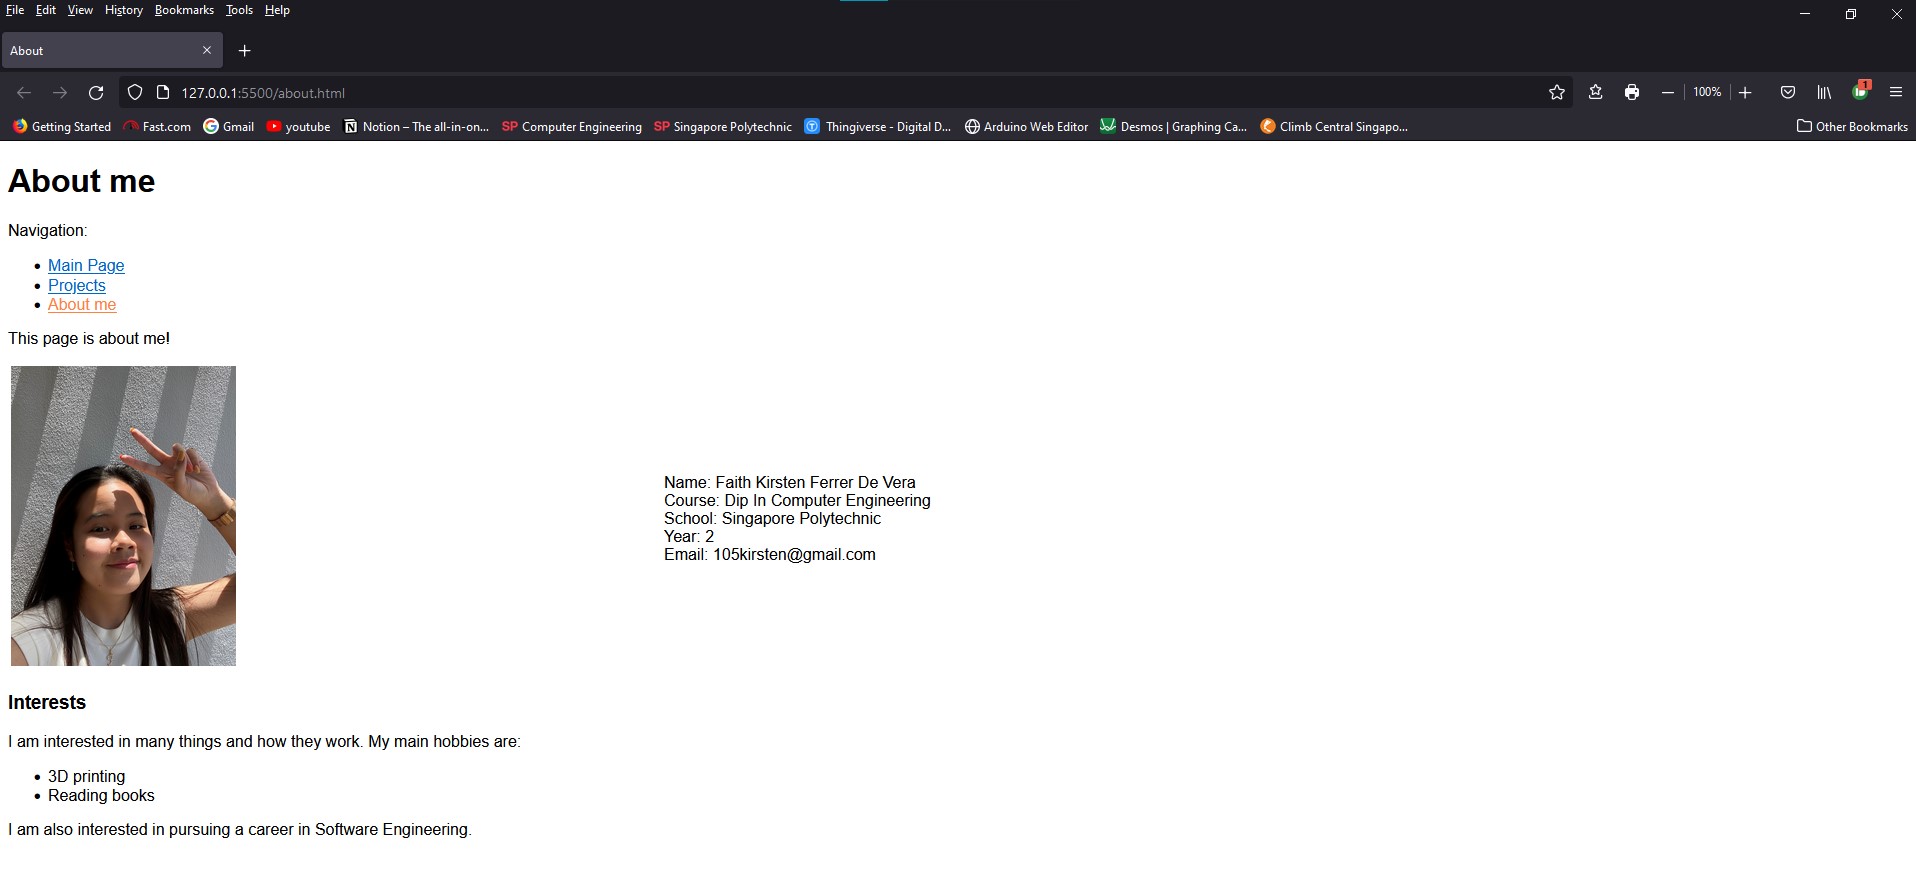 File Edit View History Bookmarks Tools Help
About
127.0.0.1:5500/about.html
100%
1
Getting Started Fast.com Gmail youtube Notion – The all-in-on... SP Computer Engineering SP Singapore Polytechnic Thingiverse - Digital D... Arduino Web Editor Desmos | Graphing Ca... Climb Central Singapo... Other Bookmarks
About me
Navigation:
Main Page
Projects
About me
This page is about me!
Name: Faith Kirsten Ferrer De Vera
Course: Dip In Computer Engineering
School: Singapore Polytechnic
Year: 2
Email: 105kirsten@gmail.com
Interests
I am interested in many things and how they work. My main hobbies are:
3D printing
Reading books
I am also interested in pursuing a career in Software Engineering.